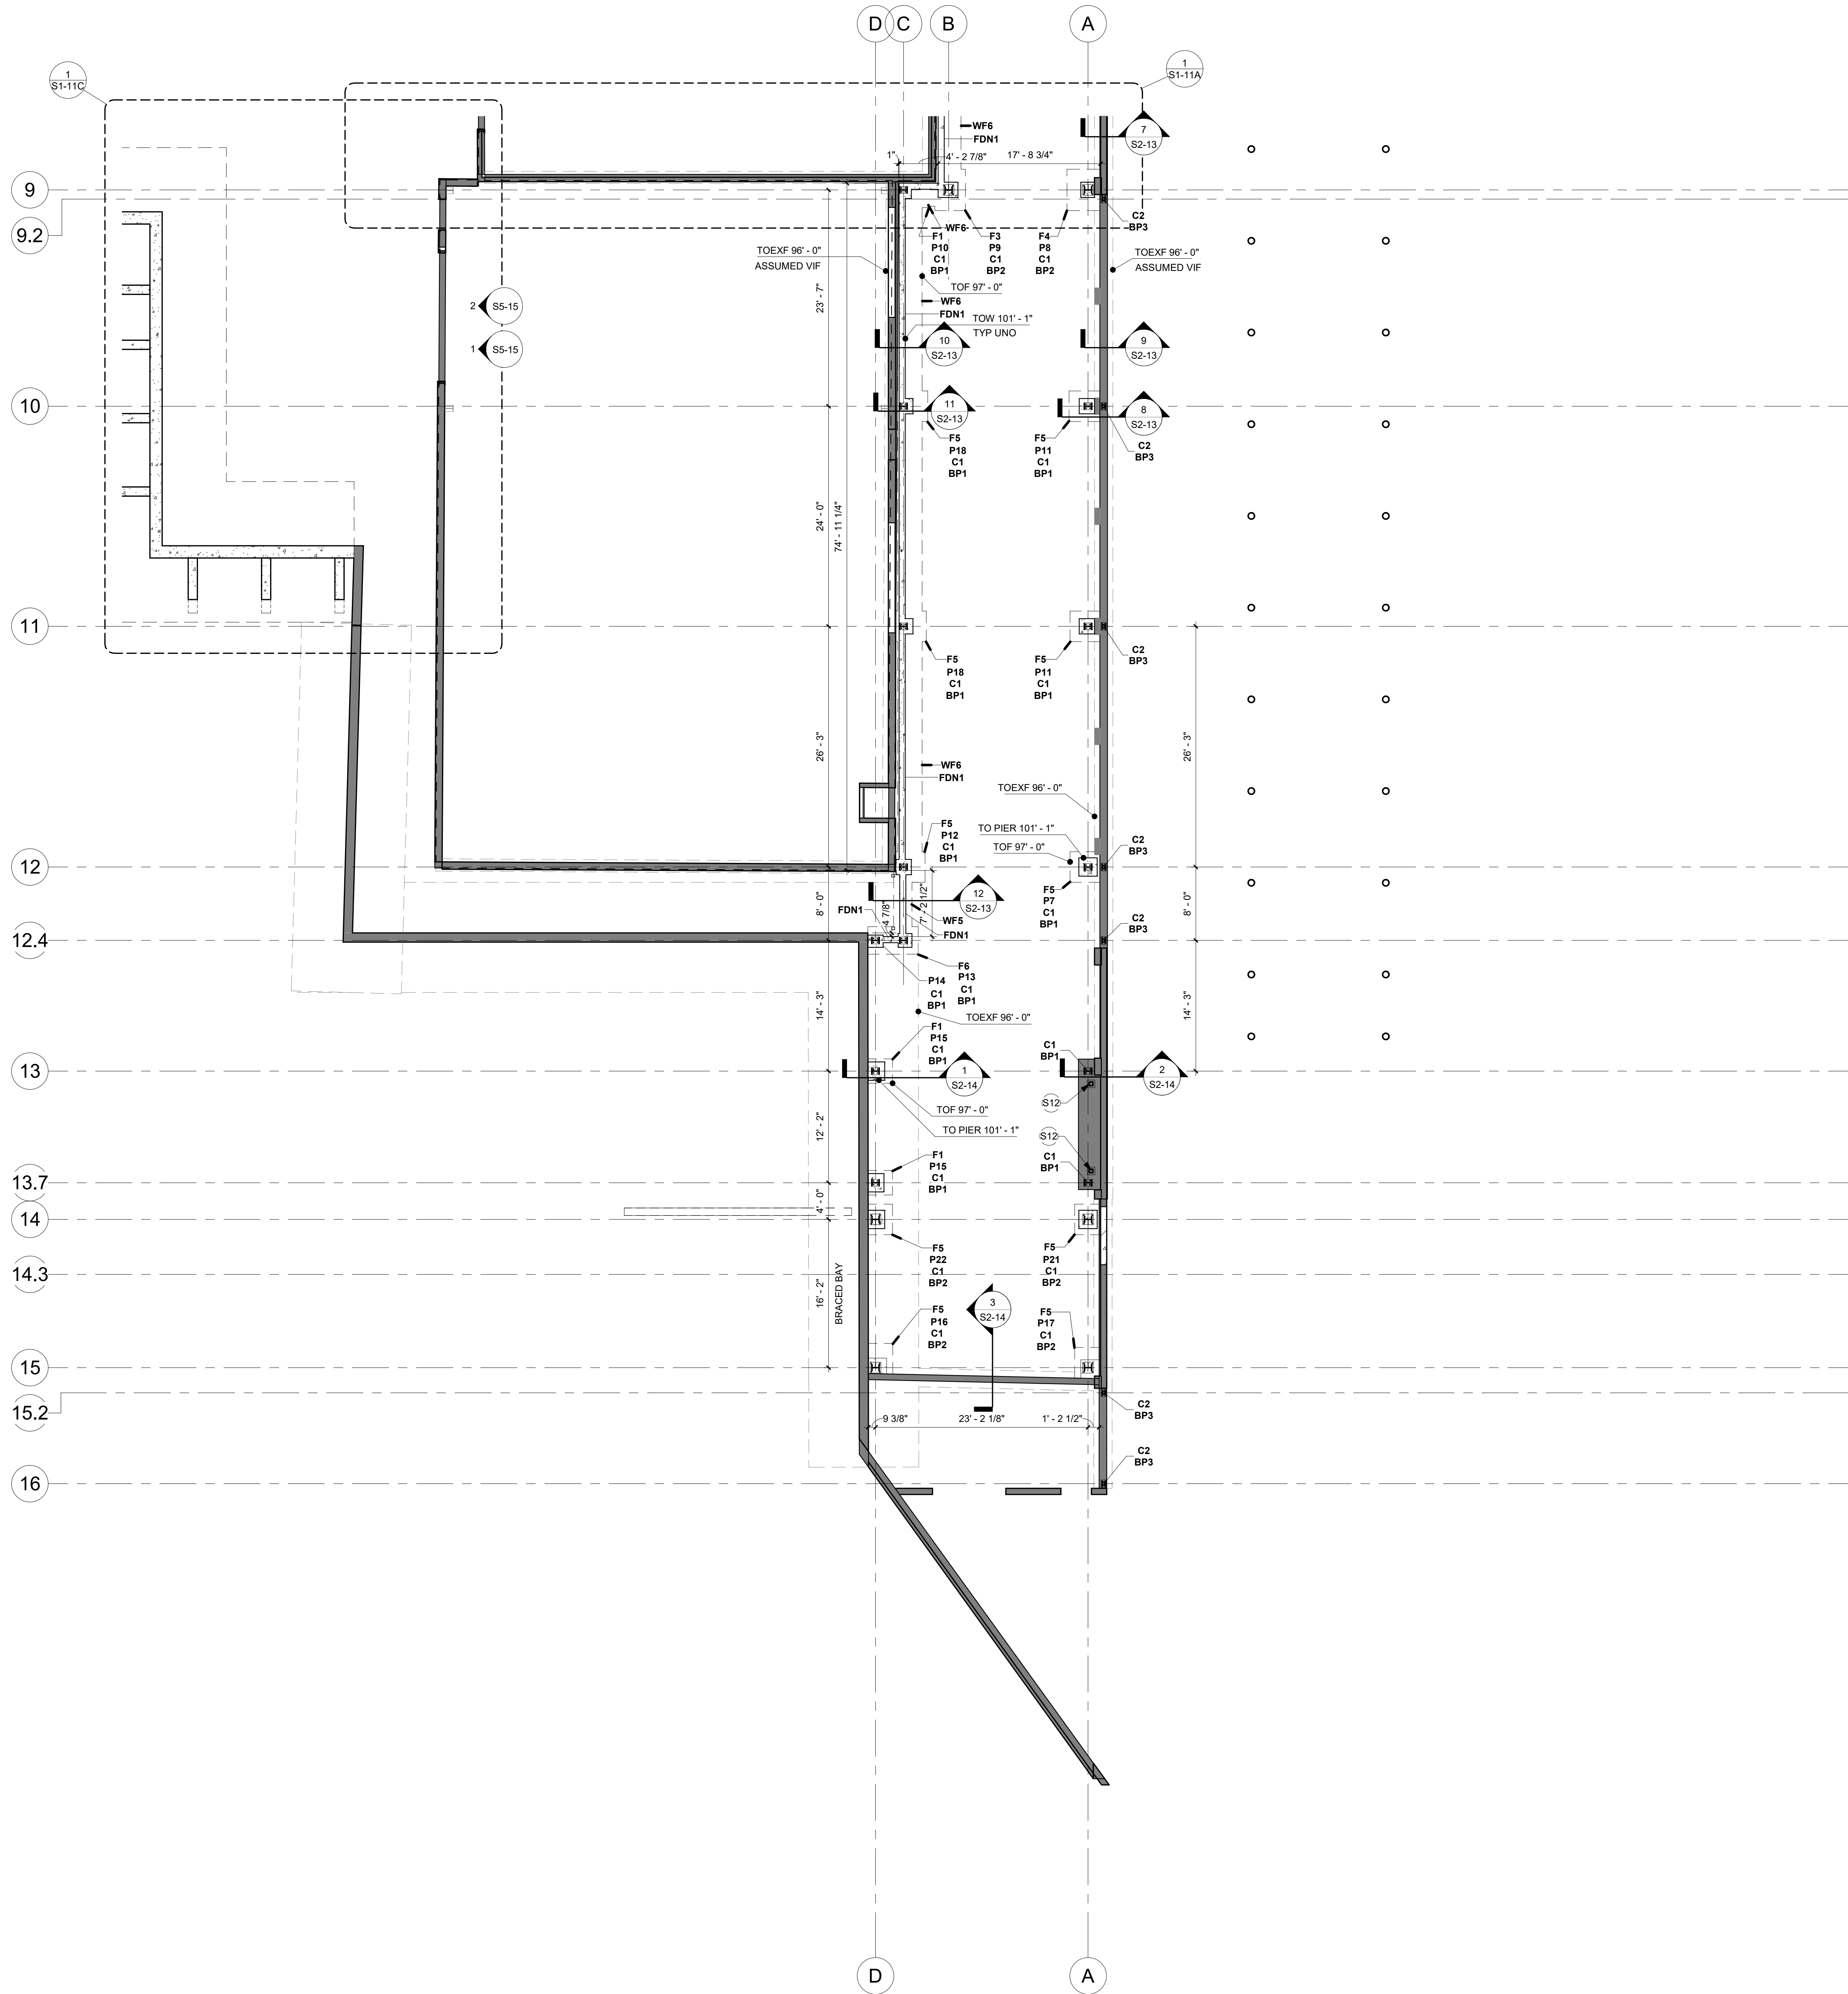 D
C
B
A
1
S1-11C
1
S1-11A
WF6
FDN1
7
S2-13
1"
4' - 2 7/8"
17' - 8 3/4"
9
9.2
C2
BP3
WF6
F1
P10
C1
BP1
F3
P9
C1
BP2
F4
P8
C1
BP2
TOEXF 96' - 0"
ASSUMED VIF
TOEXF 96' - 0"
ASSUMED VIF
TOF 97' - 0"
23' - 7"
2
S5-15
WF6
FDN1
TOW 101' - 1"
TYP UNO
1
S5-15
10
S2-13
9
S2-13
10
11
S2-13
8
S2-13
F5
P18
C1
BP1
F5
P11
C1
BP1
C2
BP3
24' - 0"
74' - 11 1/4"
11
F5
P18
C1
BP1
F5
P11
C1
BP1
C2
BP3
26' - 3"
26' - 3"
WF6
FDN1
TOEXF 96' - 0"
F5
P12
C1
BP1
TO PIER 101' - 1"
TOF 97' - 0"
C2
BP3
12
12
S2-13
F5
P7
C1
BP1
8' - 0"
FDN1
4 7/8"
7' - 2 1/2"
WF5
FDN1
8' - 0"
C2
BP3
12.4
F6
P13
C1
BP1
P14
C1
BP1
14' - 3"
14' - 3"
TOEXF 96' - 0"
F1
P15
C1
BP1
C1
BP1
13
1
S2-14
2
S2-14
S12
TOF 97' - 0"
TO PIER 101' - 1"
S12
12' - 2"
F1
P15
C1
BP1
C1
BP1
13.7
4' - 0"
14
F5
P22
C1
BP2
F5
P21
C1
BP2
14.3
16' - 2"
BRACED BAY
3
S2-14
F5
P16
C1
BP2
F5
P17
C1
BP2
15
15.2
C2
BP3
9 3/8"
23' - 2 1/8"
1' - 2 1/2"
C2
BP3
16
D
A